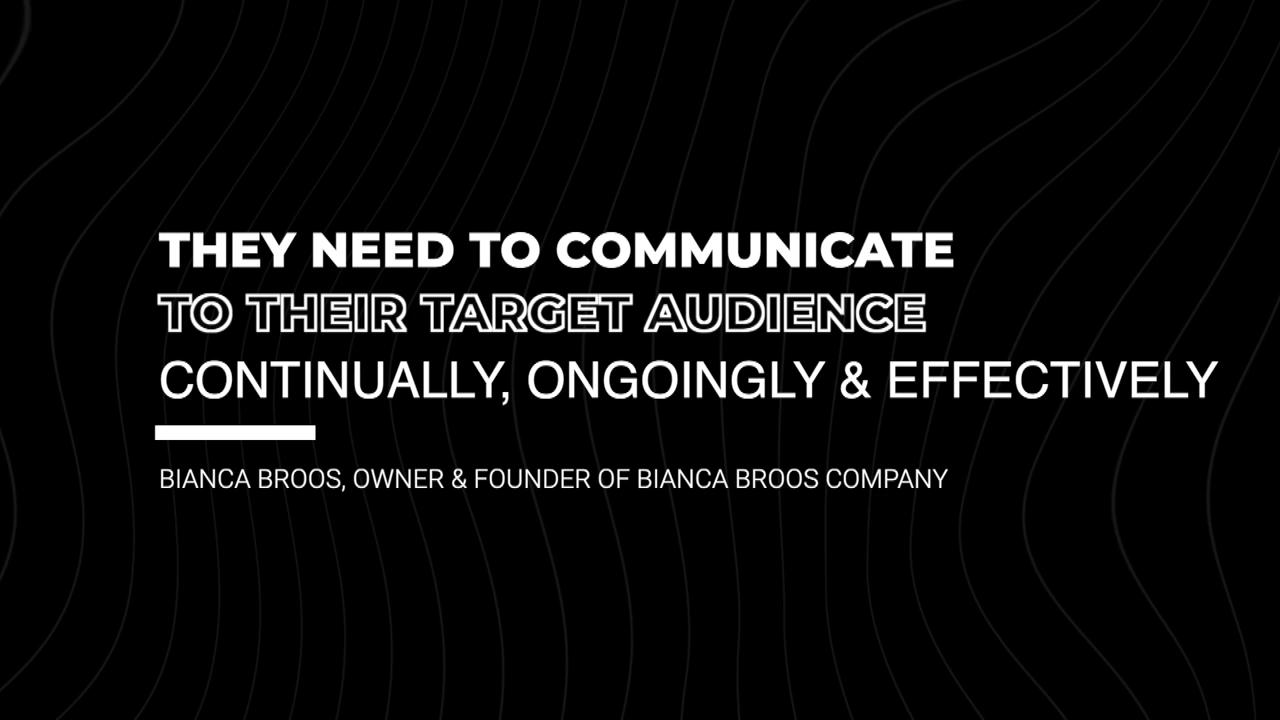 THEY NEED TO COMMUNICATE
TO THEIR TARGET AUDIENCE
CONTINUALLY, ONGOINGLY & EFFECTIVELY
BIANCA BROOS, OWNER & FOUNDER OF BIANCA BROOS COMPANY